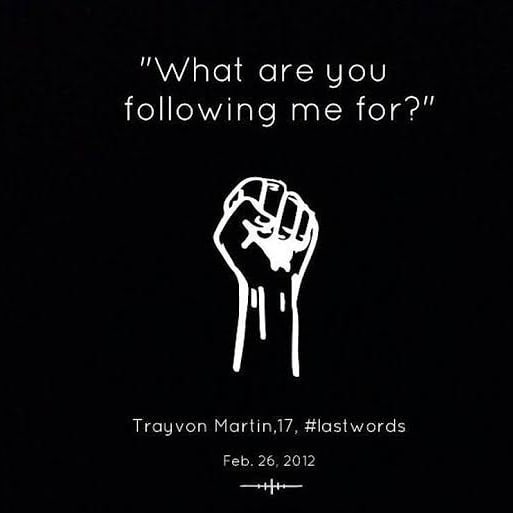 "What are you
following me for?"
Trayvon Martin,17, #lastwords
Feb. 26, 2012